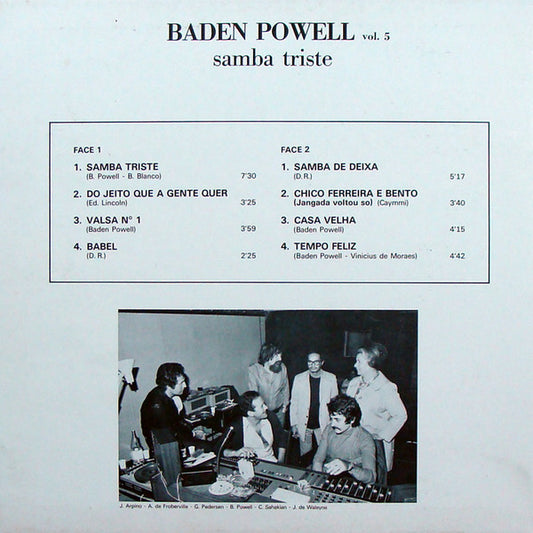 BADEN POWELL vol. 5
samba triste
FACE 1
1. SAMBA TRISTE
(B. Powell - B. Blanco) 7'30
2. DO JEITO QUE A GENTE QUER
(Ed. Lincoln) 3'25
3. VALSA N° 1
(Baden Powell) 3'59
4. BABEL
(D.R.) 2'25
FACE 2
1. SAMBA DE DEIXA
(D.R.) 5'17
2. CHICO FERREIRA E BENTO
(Jangada voltou so) (Caymmi) 3'40
3. CASA VELHA
(Baden Powell) 4'15
4. TEMPO FELIZ
(Baden Powell - Vinicius de Moraes) 4'42
J. Arpino - A. de Froberville - G. Pedersen - B. Powell - C. Sahakian - J. de Waleyne